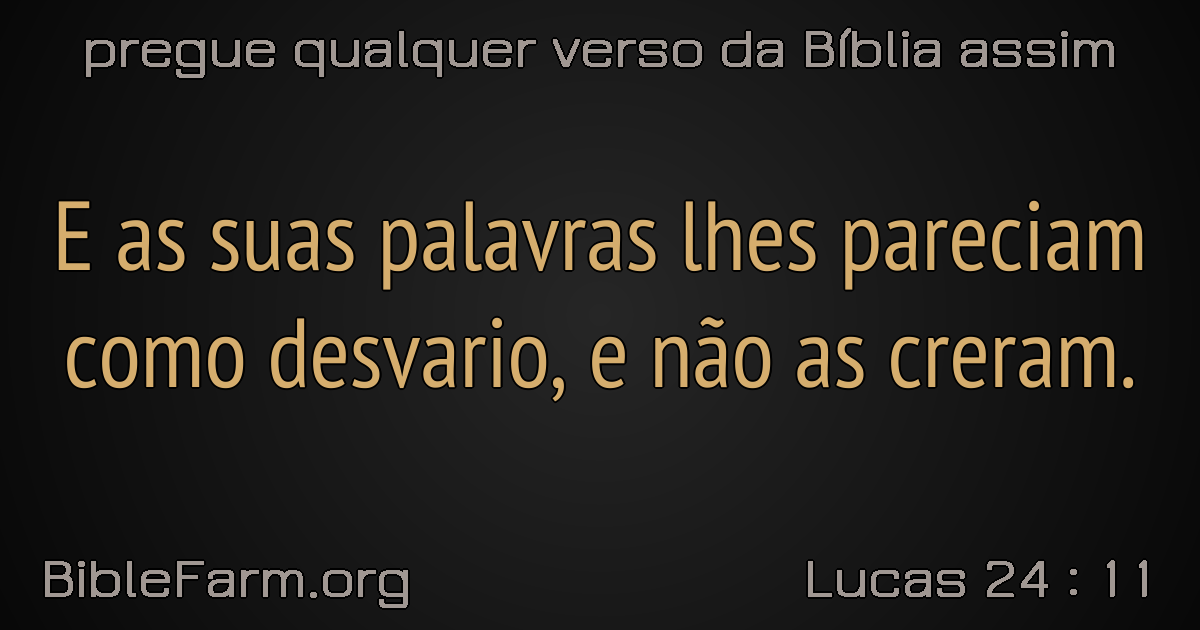 pregue qualquer verso da Bíblia assim
E as suas palavras lhes pareciam
como desvario, e não as creram.
BibleFarm.org
Lucas 24 : 11